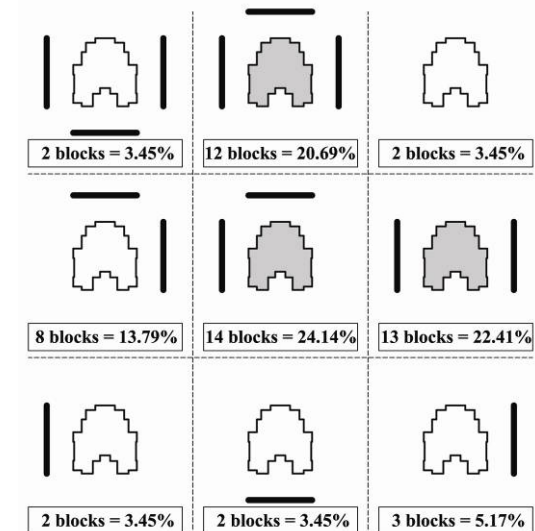 2 blocks = 3.45%
12 blocks = 20.69%
2 blocks = 3.45%
8 blocks = 13.79%
14 blocks = 24.14%
13 blocks = 22.41%
2 blocks = 3.45%
2 blocks = 3.45%
3 blocks = 5.17%